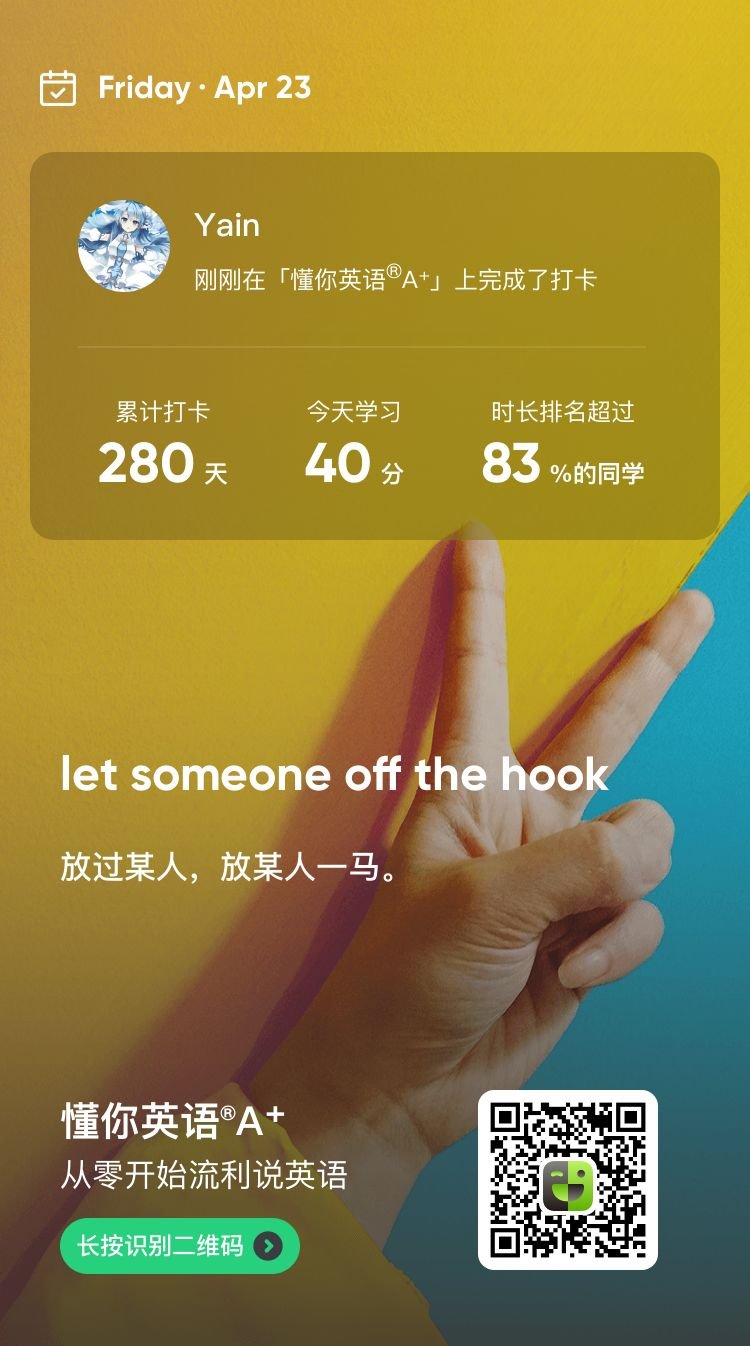 Friday · Apr 23
Yain
刚刚在「懂你英语®A⁺」上完成了打卡
累计打卡 今天学习 时长排名超过
280 天 40 分 83 %的同学
let someone off the hook
放过某人，放某人一马。
懂你英语®A⁺
从零开始流利说英语
长按识别二维码